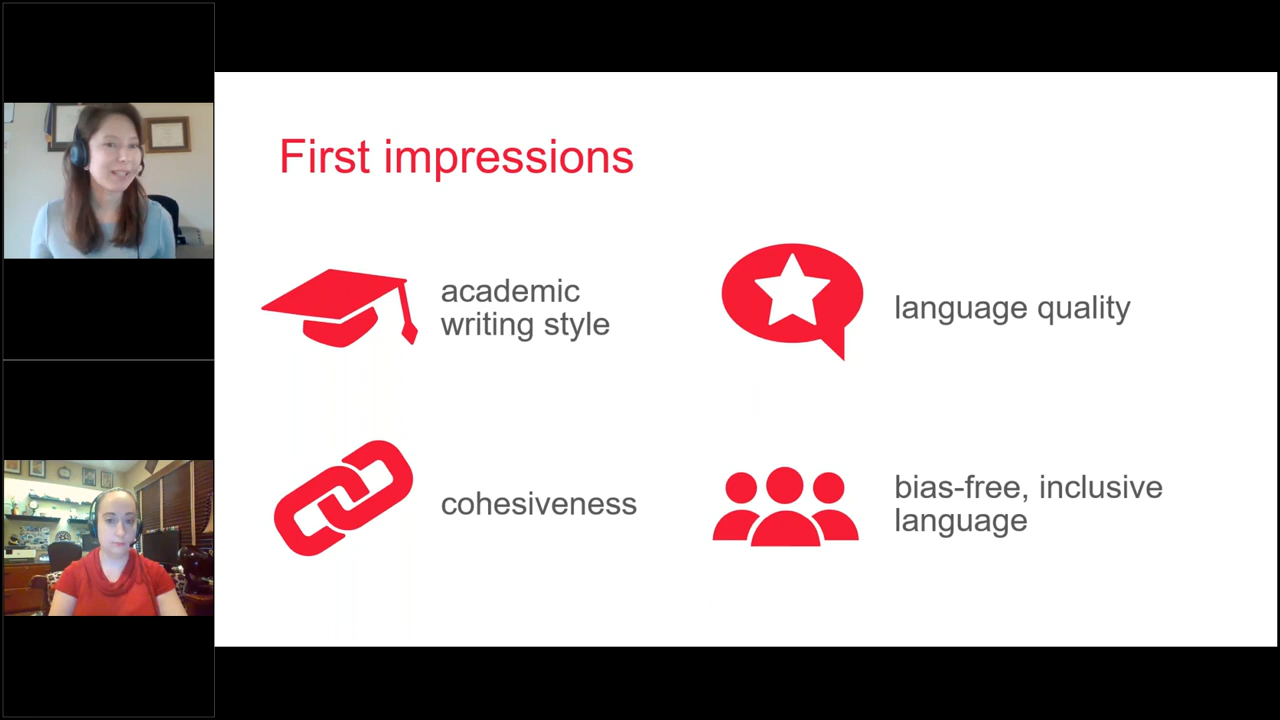 First impressions
academic
writing style
language quality
cohesiveness
bias-free, inclusive
language